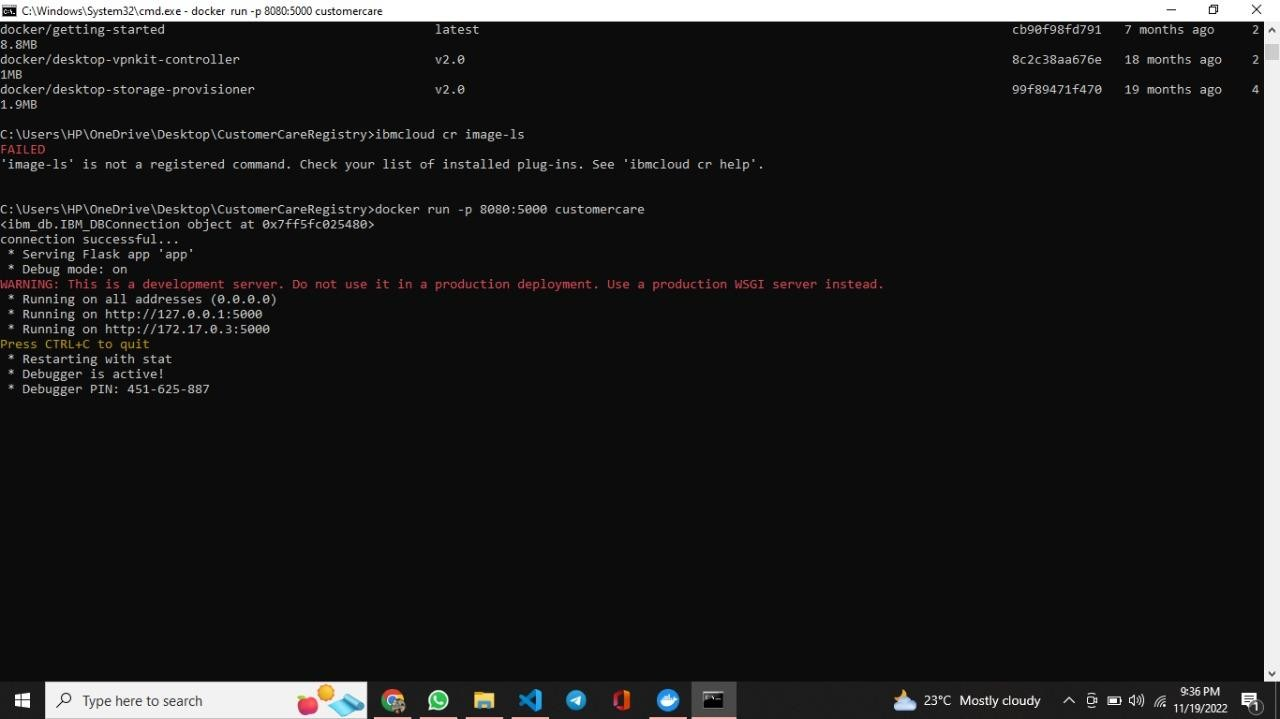 C:\Windows\System32\cmd.exe - docker run -p 8080:5000 customercare
docker/getting-started latest cb90f98fd791 7 months ago 2
8.8MB
docker/desktop-vpnkit-controller v2.0 8c2c38aa676e 18 months ago 2
1MB
docker/desktop-storage-provisioner v2.0 99f89471f470 19 months ago 4
1.9MB
C:\Users\HP\OneDrive\Desktop\CustomerCareRegistry>ibmcloud cr image-ls
FAILED
'image-ls' is not a registered command. Check your list of installed plug-ins. See 'ibmcloud cr help'.
C:\Users\HP\OneDrive\Desktop\CustomerCareRegistry>docker run -p 8080:5000 customercare
<ibm_db.IBM_DBConnection object at 0x7ff5fc025480>
connection successful...
 * Serving Flask app 'app'
 * Debug mode: on
WARNING: This is a development server. Do not use it in a production deployment. Use a production WSGI server instead.
 * Running on all addresses (0.0.0.0)
 * Running on http://127.0.0.1:5000
 * Running on http://172.17.0.3:5000
Press CTRL+C to quit
 * Restarting with stat
 * Debugger is active!
 * Debugger PIN: 451-625-887
Type here to search
23°C Mostly cloudy
9:36 PM
11/19/2022
1